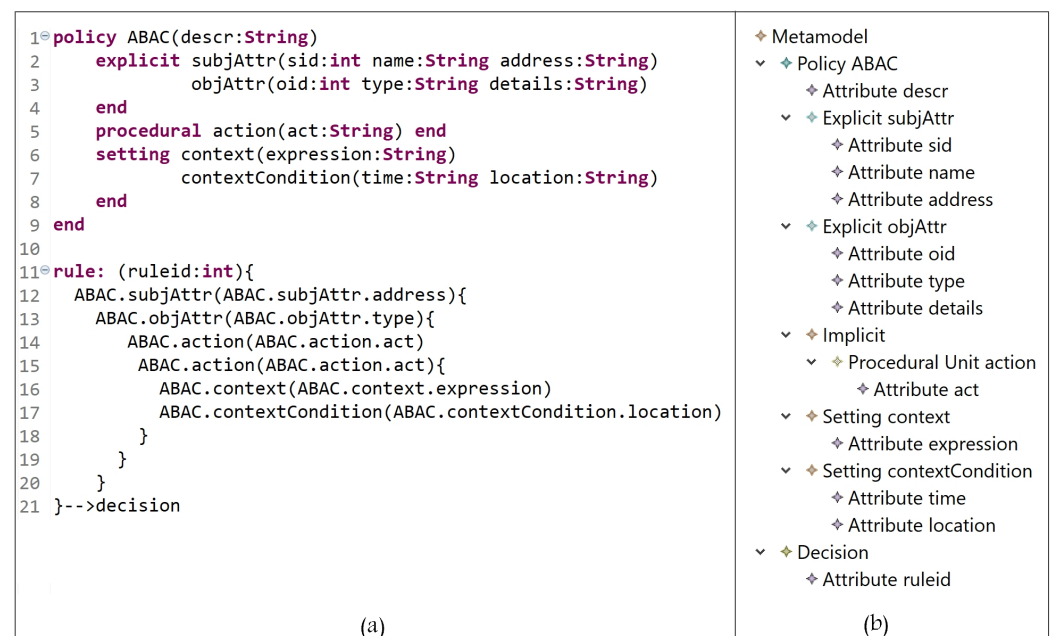 1 policy ABAC(descr:String)
2 explicit subjAttr(sid:int name:String address:String)
3 objAttr(oid:int type:String details:String)
4 end
5 procedural action(act:String) end
6 setting context(expression:String)
7 contextCondition(time:String location:String)
8 end
9 end
10
11 rule: (ruleid:int){
12 ABAC.subjAttr(ABAC.subjAttr.address){
13 ABAC.objAttr(ABAC.objAttr.type){
14 ABAC.action(ABAC.action.act)
15 ABAC.action(ABAC.action.act){
16 ABAC.context(ABAC.context.expression)
17 ABAC.contextCondition(ABAC.contextCondition.location)
18 }
19 }
20 }
21 }-->decision
(a)
Metamodel
Policy ABAC
Attribute descr
Explicit subjAttr
Attribute sid
Attribute name
Attribute address
Explicit objAttr
Attribute oid
Attribute type
Attribute details
Implicit
Procedural Unit action
Attribute act
Setting context
Attribute expression
Setting contextCondition
Attribute time
Attribute location
Decision
Attribute ruleid
(b)